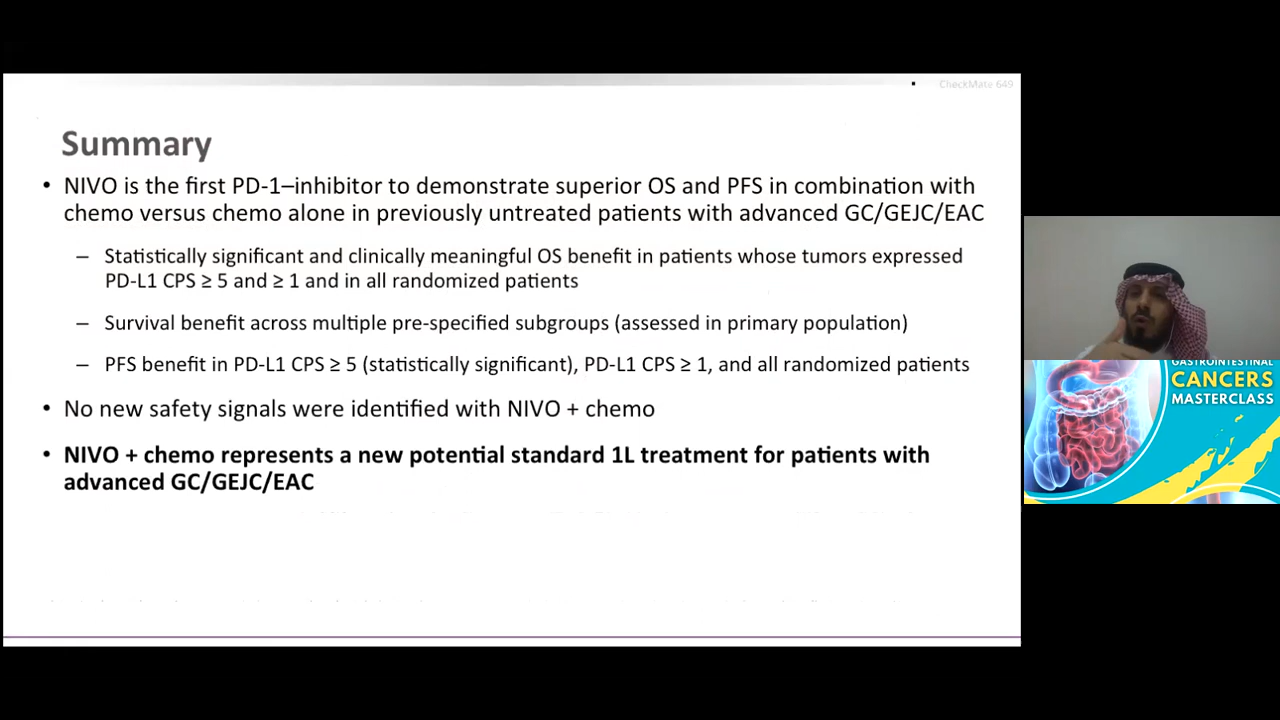 CheckMate 649
Summary
• NIVO is the first PD-1–inhibitor to demonstrate superior OS and PFS in combination with
chemo versus chemo alone in previously untreated patients with advanced GC/GEJC/EAC
– Statistically significant and clinically meaningful OS benefit in patients whose tumors expressed
PD-L1 CPS ≥ 5 and ≥ 1 and in all randomized patients
– Survival benefit across multiple pre-specified subgroups (assessed in primary population)
– PFS benefit in PD-L1 CPS ≥ 5 (statistically significant), PD-L1 CPS ≥ 1, and all randomized patients
• No new safety signals were identified with NIVO + chemo
• NIVO + chemo represents a new potential standard 1L treatment for patients with
advanced GC/GEJC/EAC
GASTROINTESTINAL
CANCERS
MASTERCLASS